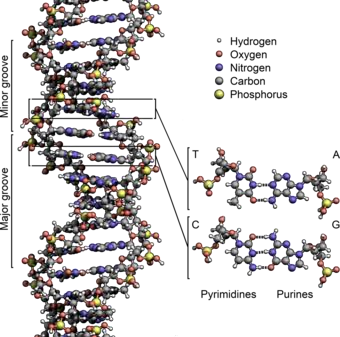 Minor groove
Major groove
Hydrogen
Oxygen
Nitrogen
Carbon
Phosphorus
T
A
C
G
Pyrimidines
Purines